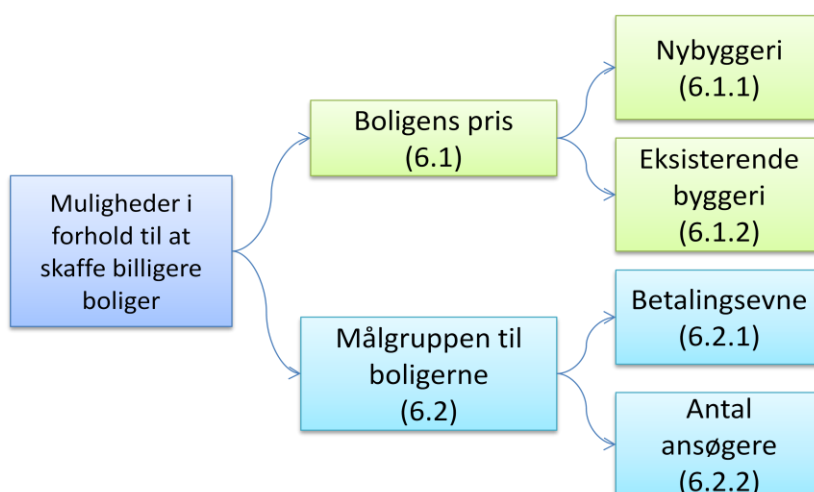 Muligheder i
forhold til at
skaffe billigere
boliger
Boligens pris
(6.1)
Nybyggeri
(6.1.1)
Eksisterende
byggeri
(6.1.2)
Målgruppen til
boligerne
(6.2)
Betalingsevne
(6.2.1)
Antal
ansøgere
(6.2.2)